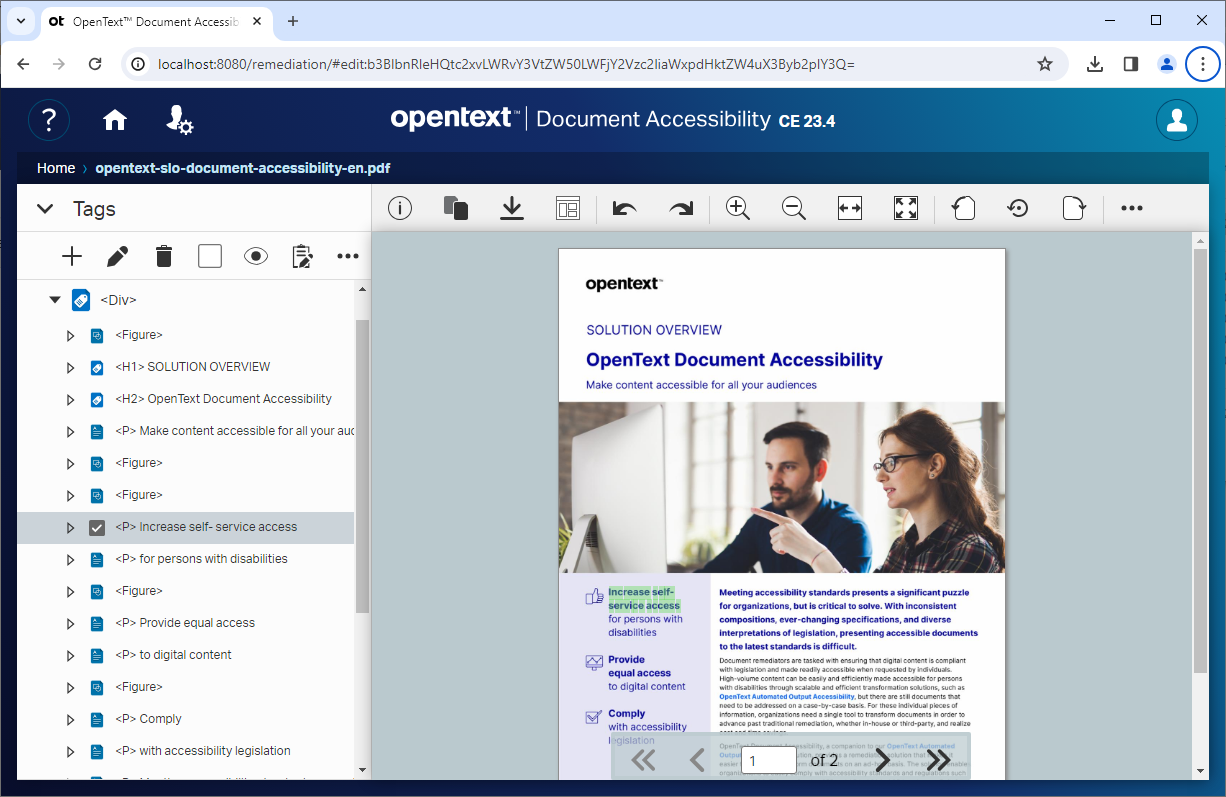 OpenText™ Document Accessib
localhost:8080/remediation/#edit:b3BlbnRleHQtc2xvLWRvY3VtZW50LWFjY2Vzc2liaWxpdHktZW4uX3Byb2plY3Q=
opentext™ | Document Accessibility CE 23.4
Home › opentext-slo-document-accessibility-en.pdf
Tags
<Div>
<Figure>
<H1> SOLUTION OVERVIEW
<H2> OpenText Document Accessibility
<P> Make content accessible for all your aud
<Figure>
<Figure>
<P> Increase self- service access
<P> for persons with disabilities
<Figure>
<P> Provide equal access
<P> to digital content
<Figure>
<P> Comply
<P> with accessibility legislation
opentext™
SOLUTION OVERVIEW
OpenText Document Accessibility
Make content accessible for all your audiences
Increase self-
service access
for persons with
disabilities
Provide
equal access
to digital content
Comply
with accessibility
legislation
Meeting accessibility standards presents a significant puzzle
for organizations, but is critical to solve. With inconsistent
compositions, ever-changing specifications, and diverse
interpretations of legislation, presenting accessible documents
to the latest standards is difficult.
Document remediators are tasked with ensuring that digital content is compliant
with legislation and made readily accessible when requested by individuals.
High-volume content can be easily and efficiently made accessible for persons
with disabilities through scalable and efficient transformation solutions, such as
OpenText Automated Output Accessibility, but there are still documents that
need to be addressed on a case-by-case basis. For these individual pieces of
information, organizations need a single tool to transform documents in order to
advance past traditional remediation, whether in-house or third-party, and realize
1 of 2